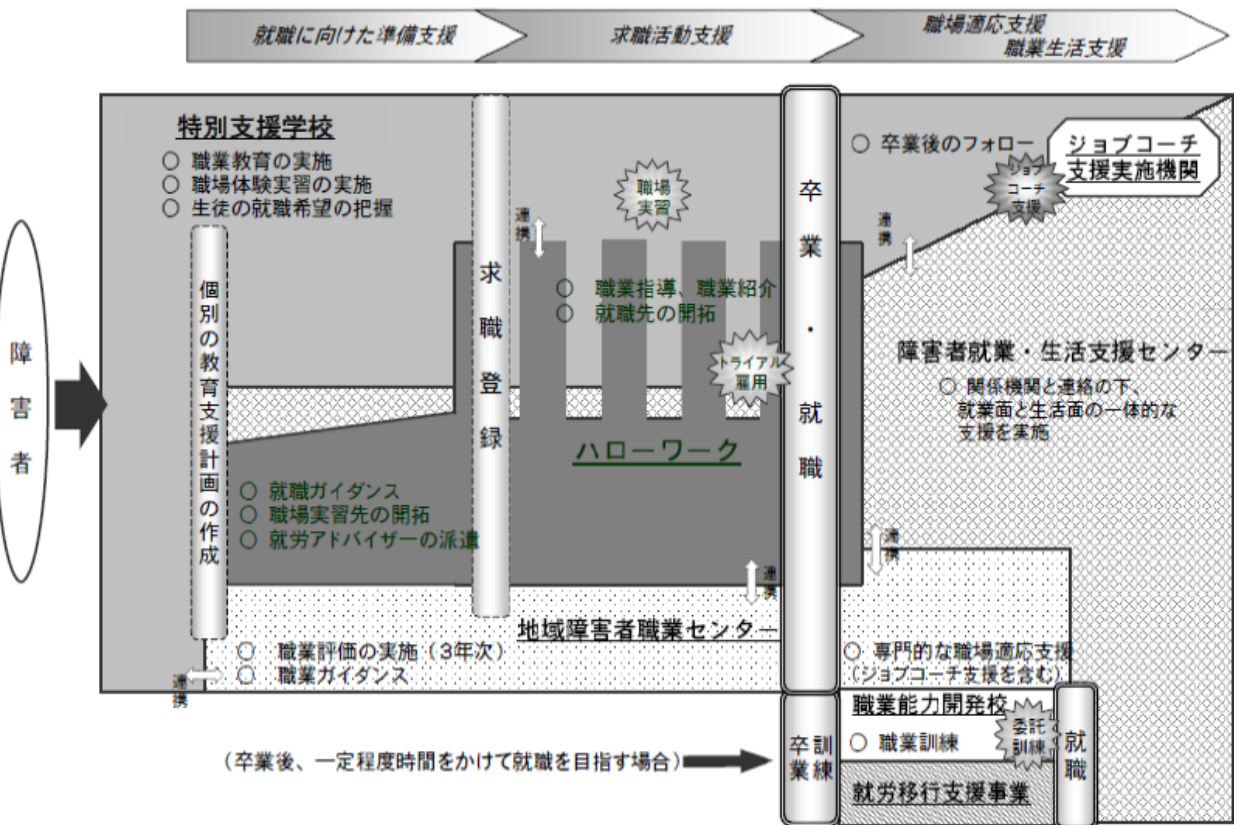 就職に向けた準備支援
求職活動支援
職場適応支援
職業生活支援
特別支援学校
○ 職業教育の実施
○ 職場体験実習の実施
○ 生徒の就職希望の把握
職場
実習
○ 卒業後のフォロー
ジョブコーチ
支援実施機関
ジョブ
コーチ
支援
連携
連携
障害者
個別の教育支援計画の作成
求職登録
卒業・就職
○ 職業指導、職業紹介
○ 就職先の開拓
トライアル
雇用
障害者就業・生活支援センター
○ 関係機関と連絡の下、
就業面と生活面の一体的な
支援を実施
ハローワーク
○ 就職ガイダンス
○ 職場実習先の開拓
○ 就労アドバイザーの派遣
連携
連携
地域障害者職業センター
○ 職業評価の実施（3年次）
○ 職業ガイダンス
連携
○ 専門的な職場適応支援
（ジョブコーチ支援を含む）
職業能力開発校
○ 職業訓練
委託
訓練
就職
（卒業後、一定程度時間をかけて就職を目指す場合）
卒業
訓練
就労移行支援事業